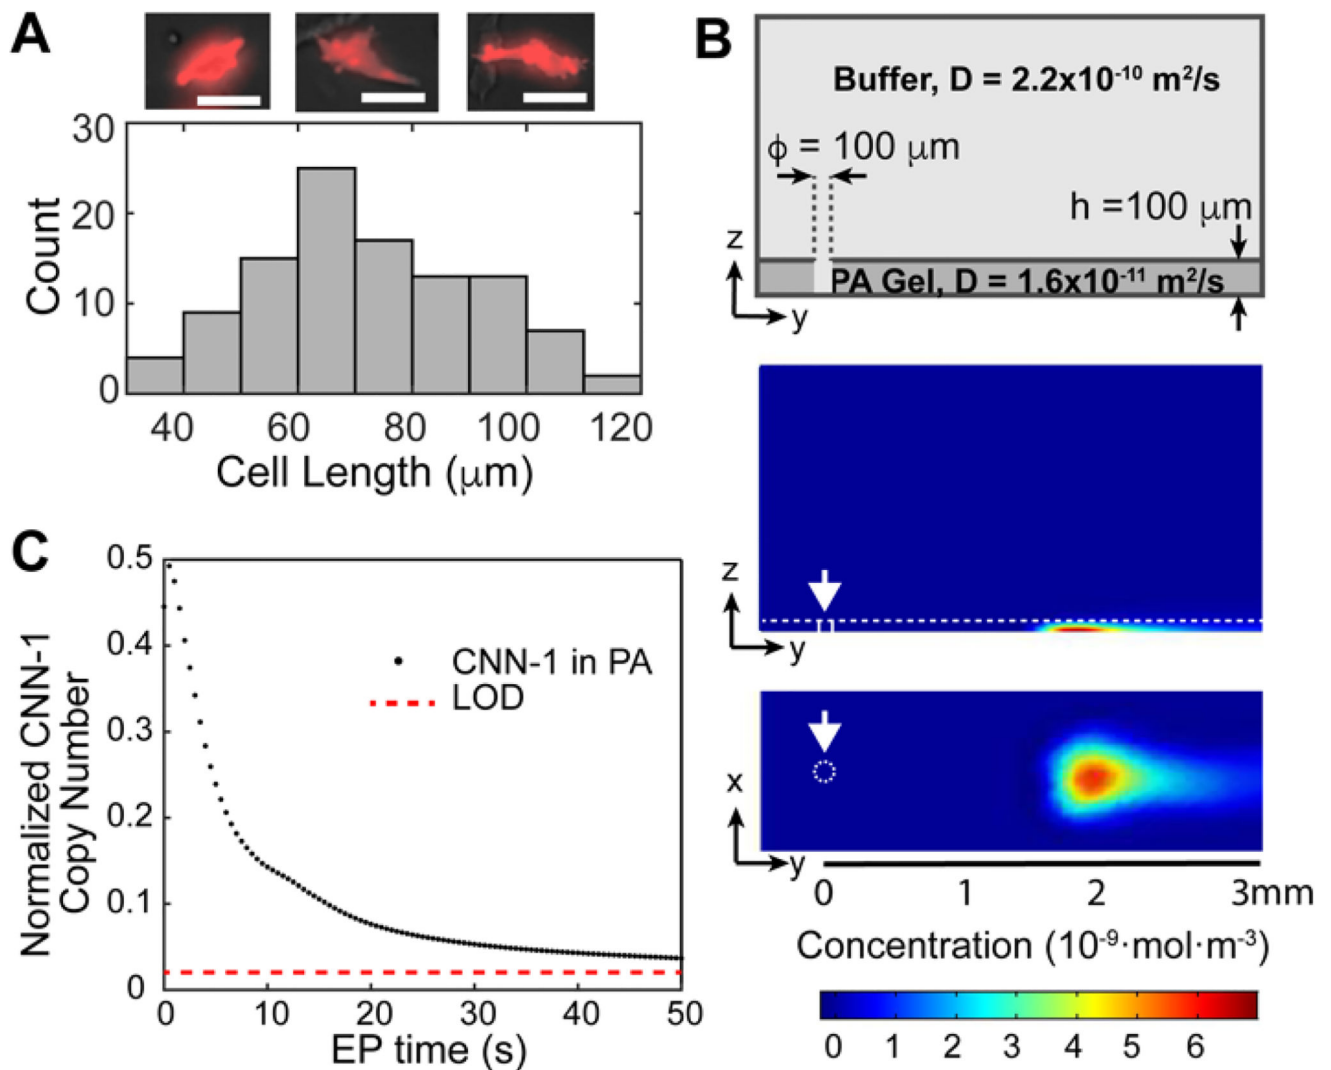 A
30
20
10
0
Count
40 60 80 100 120
Cell Length (μm)
B
Buffer, D = 2.2x10⁻¹⁰ m²/s
ϕ = 100 μm
h =100 μm
PA Gel, D = 1.6x10⁻¹¹ m²/s
z
y
z
y
x
y
0 1 2 3mm
Concentration (10⁻⁹·mol·m⁻³)
0 1 2 3 4 5 6
C
0.5
0.4
0.3
0.2
0.1
0
Normalized CNN-1
Copy Number
CNN-1 in PA
LOD
0 10 20 30 40 50
EP time (s)